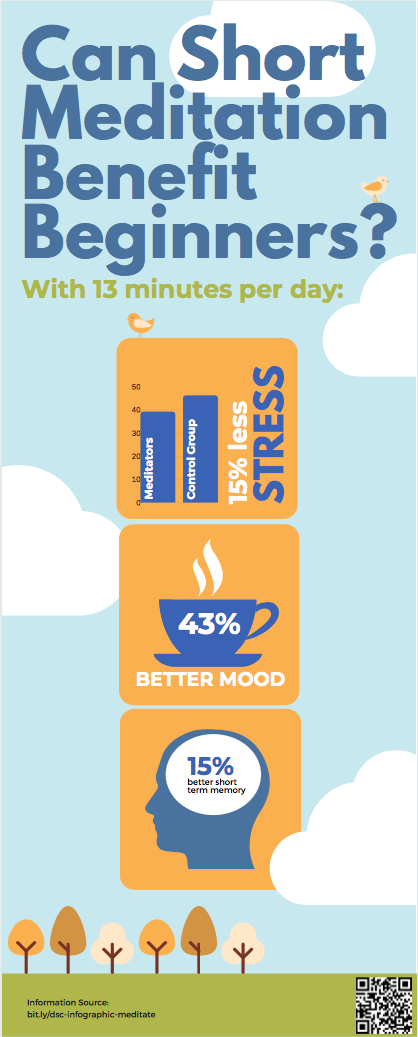 Can Short
Meditation
Benefit
Beginners?
With 13 minutes per day:
50
40
30
20
10
0
Meditators
Control Group
15% less
STRESS
43%
BETTER MOOD
15%
better short
term memory
Information Source:
bit.ly/dsc-infographic-meditate